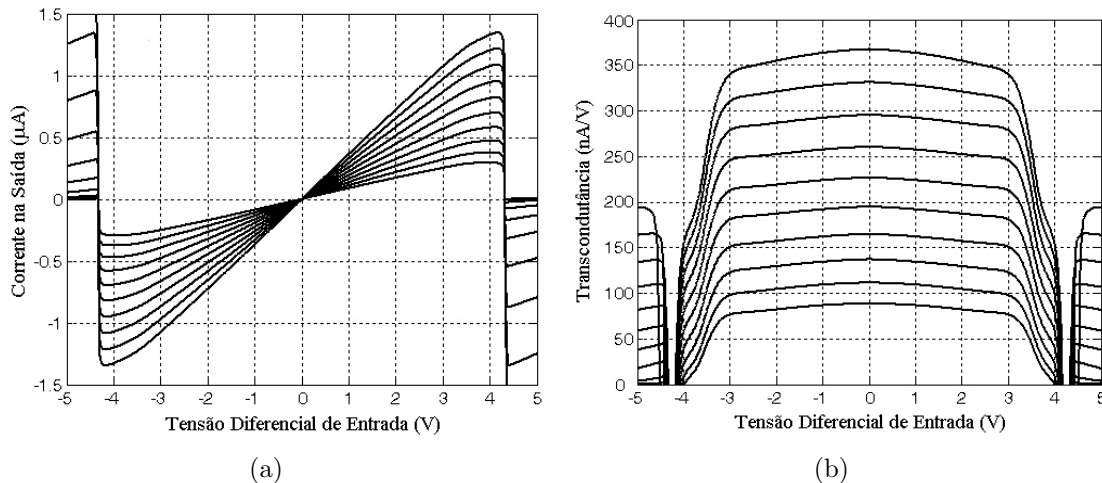 1.5
1
0.5
0
-0.5
-1
-1.5
Corrente na Saída (μA)
-5 -4 -3 -2 -1 0 1 2 3 4 5
Tensão Diferencial de Entrada (V)
(a)
400
350
300
250
200
150
100
50
0
Transcondutância (nA/V)
-5 -4 -3 -2 -1 0 1 2 3 4 5
Tensão Diferencial de Entrada (V)
(b)